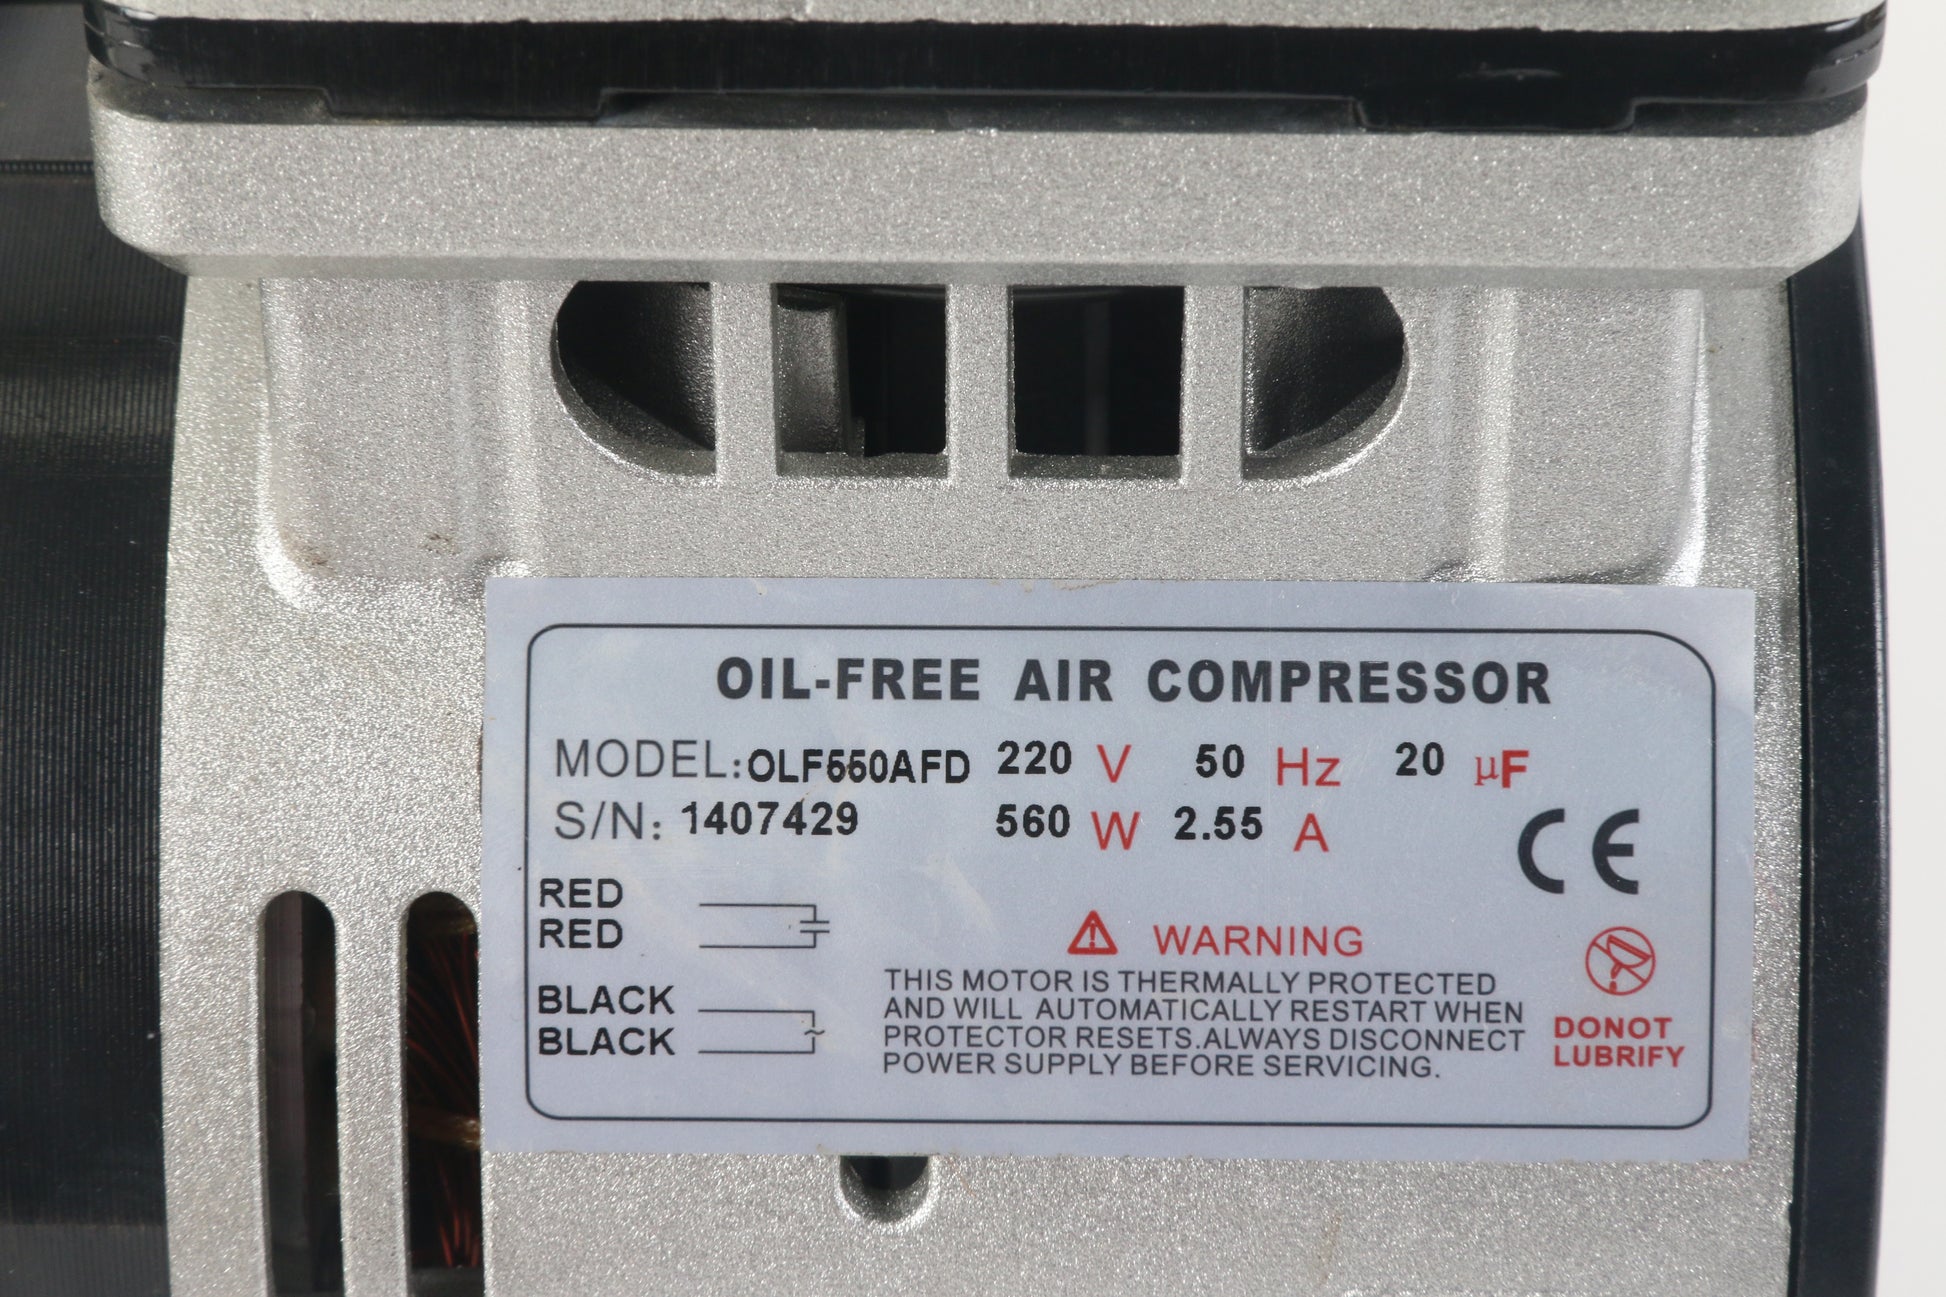 OIL-FREE AIR COMPRESSOR
MODEL: OLF550AFD 220 V 50 Hz 20 µF
S/N: 1407429 560 W 2.55 A
CE
RED
RED
BLACK
BLACK
WARNING
THIS MOTOR IS THERMALLY PROTECTED
AND WILL AUTOMATICALLY RESTART WHEN
PROTECTOR RESETS.ALWAYS DISCONNECT
POWER SUPPLY BEFORE SERVICING.
DONOT
LUBRIFY